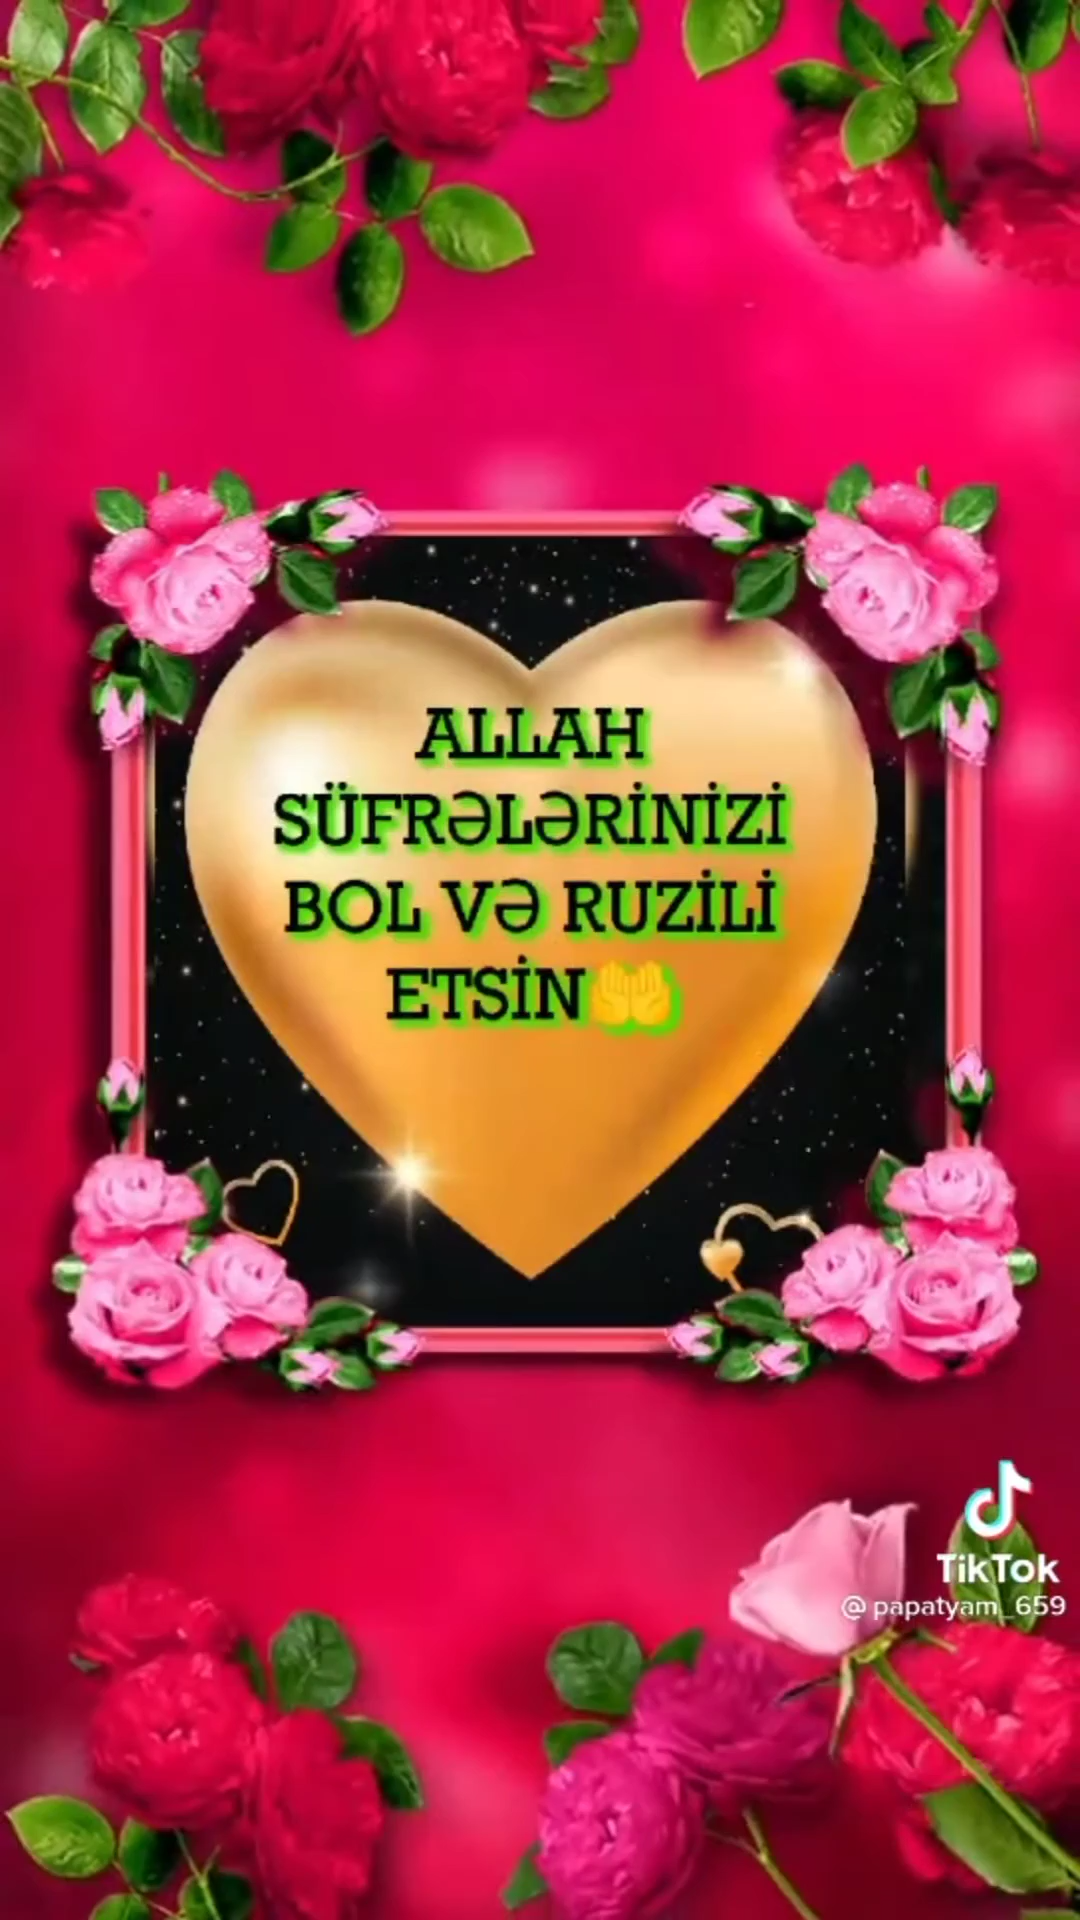 ALLAH
SÜFRƏLƏRİNİZİ
BOL VƏ RUZİLİ
ETSİN🤲
TikTok
@papatyam_659